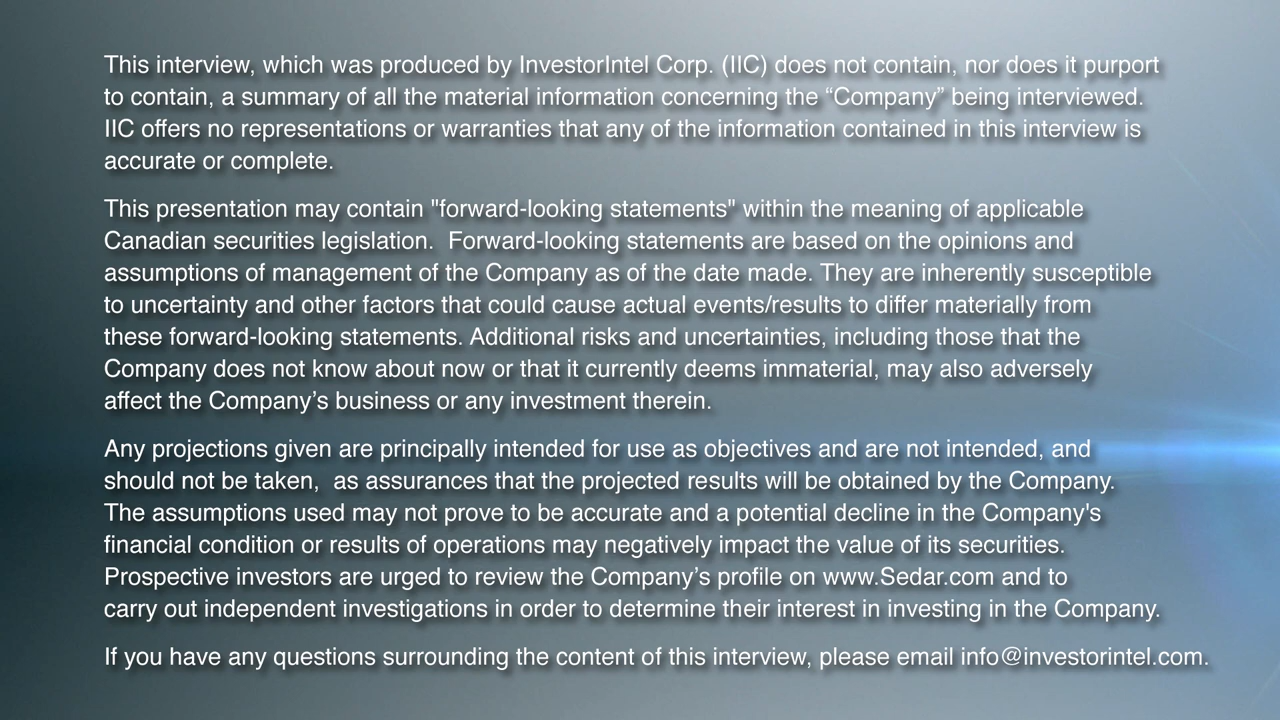 This interview, which was produced by InvestorIntel Corp. (IIC) does not contain, nor does it purport
to contain, a summary of all the material information concerning the “Company” being interviewed.
IIC offers no representations or warranties that any of the information contained in this interview is
accurate or complete.
This presentation may contain "forward-looking statements" within the meaning of applicable
Canadian securities legislation.  Forward-looking statements are based on the opinions and
assumptions of management of the Company as of the date made. They are inherently susceptible
to uncertainty and other factors that could cause actual events/results to differ materially from
these forward-looking statements. Additional risks and uncertainties, including those that the
Company does not know about now or that it currently deems immaterial, may also adversely
affect the Company’s business or any investment therein.
Any projections given are principally intended for use as objectives and are not intended, and
should not be taken,  as assurances that the projected results will be obtained by the Company.
The assumptions used may not prove to be accurate and a potential decline in the Company's
financial condition or results of operations may negatively impact the value of its securities.
Prospective investors are urged to review the Company’s profile on www.Sedar.com and to
carry out independent investigations in order to determine their interest in investing in the Company.
If you have any questions surrounding the content of this interview, please email info@investorintel.com.